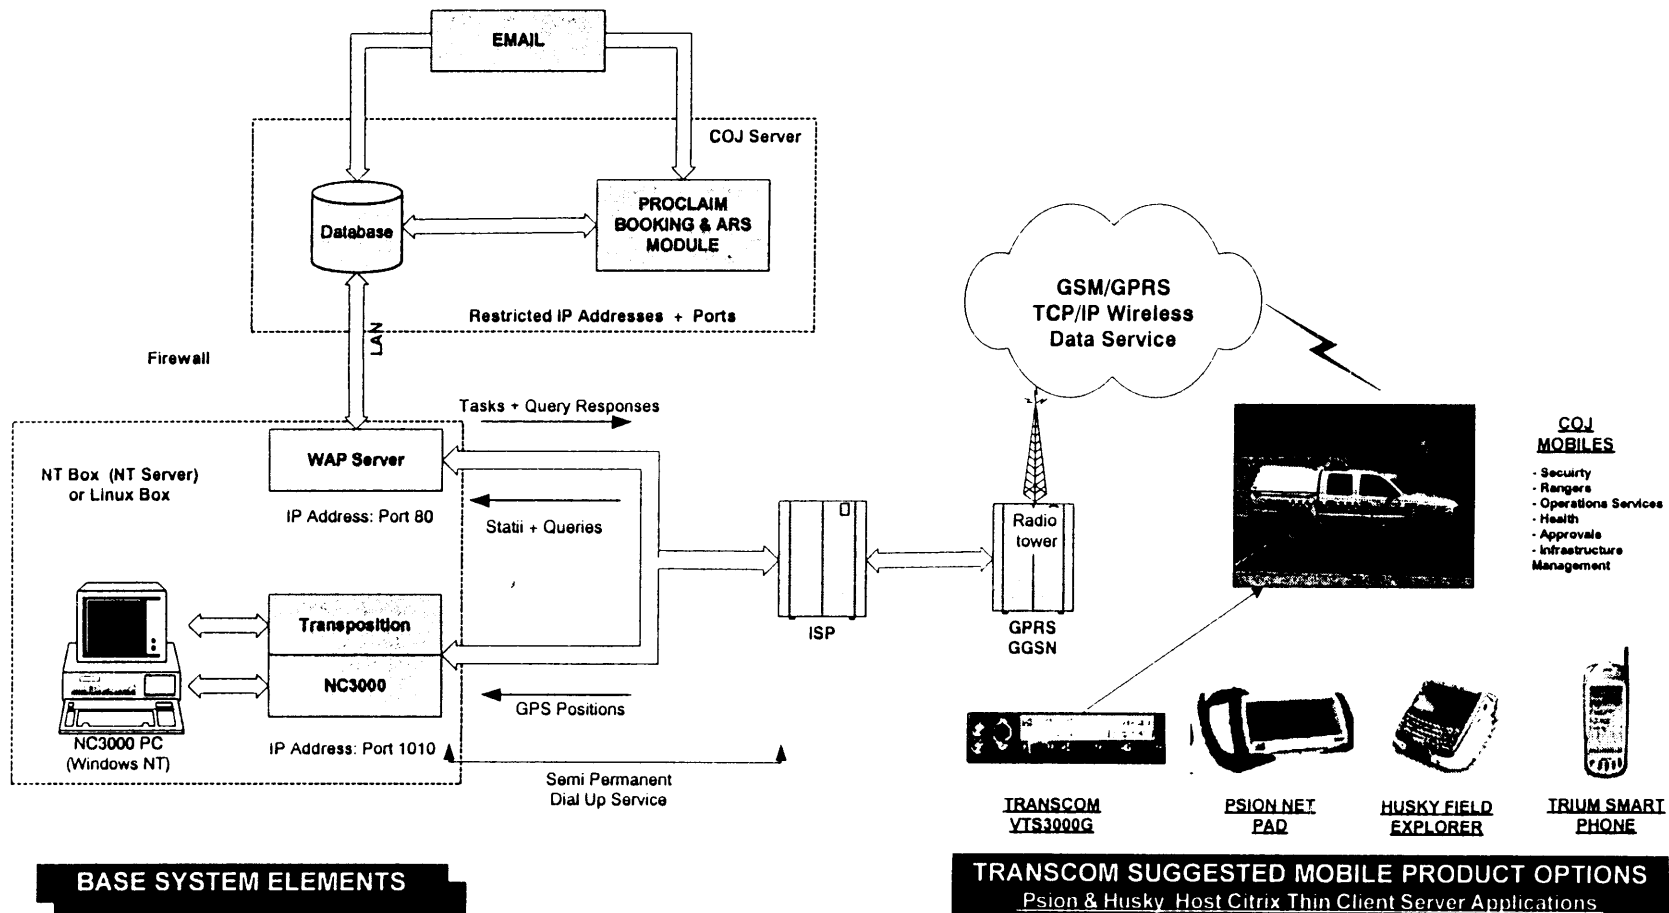 EMAIL
COJ Server
Database
PROCLAIM
BOOKING & ARS
MODULE
Restricted IP Addresses + Ports
LAN
Firewall
GSM/GPRS
TCP/IP Wireless
Data Service
Tasks + Query Responses
WAP Server
NT Box (NT Server)
or Linux Box
IP Address: Port 80
Statii + Queries
Radio
tower
COJ
MOBILES
- Secuirty
- Rangers
- Operations Services
- Health
- Approvals
- Infrastructure
Management
Transposition
NC3000
ISP
GPRS
GGSN
GPS Positions
NC3000 PC
(Windows NT)
IP Address: Port 1010
Semi Permanent
Dial Up Service
TRANSCOM
VTS3000G
PSION NET
PAD
HUSKY FIELD
EXPLORER
TRIUM SMART
PHONE
BASE SYSTEM ELEMENTS
TRANSCOM SUGGESTED MOBILE PRODUCT OPTIONS
Psion & Husky Host Citrix Thin Client Server Applications